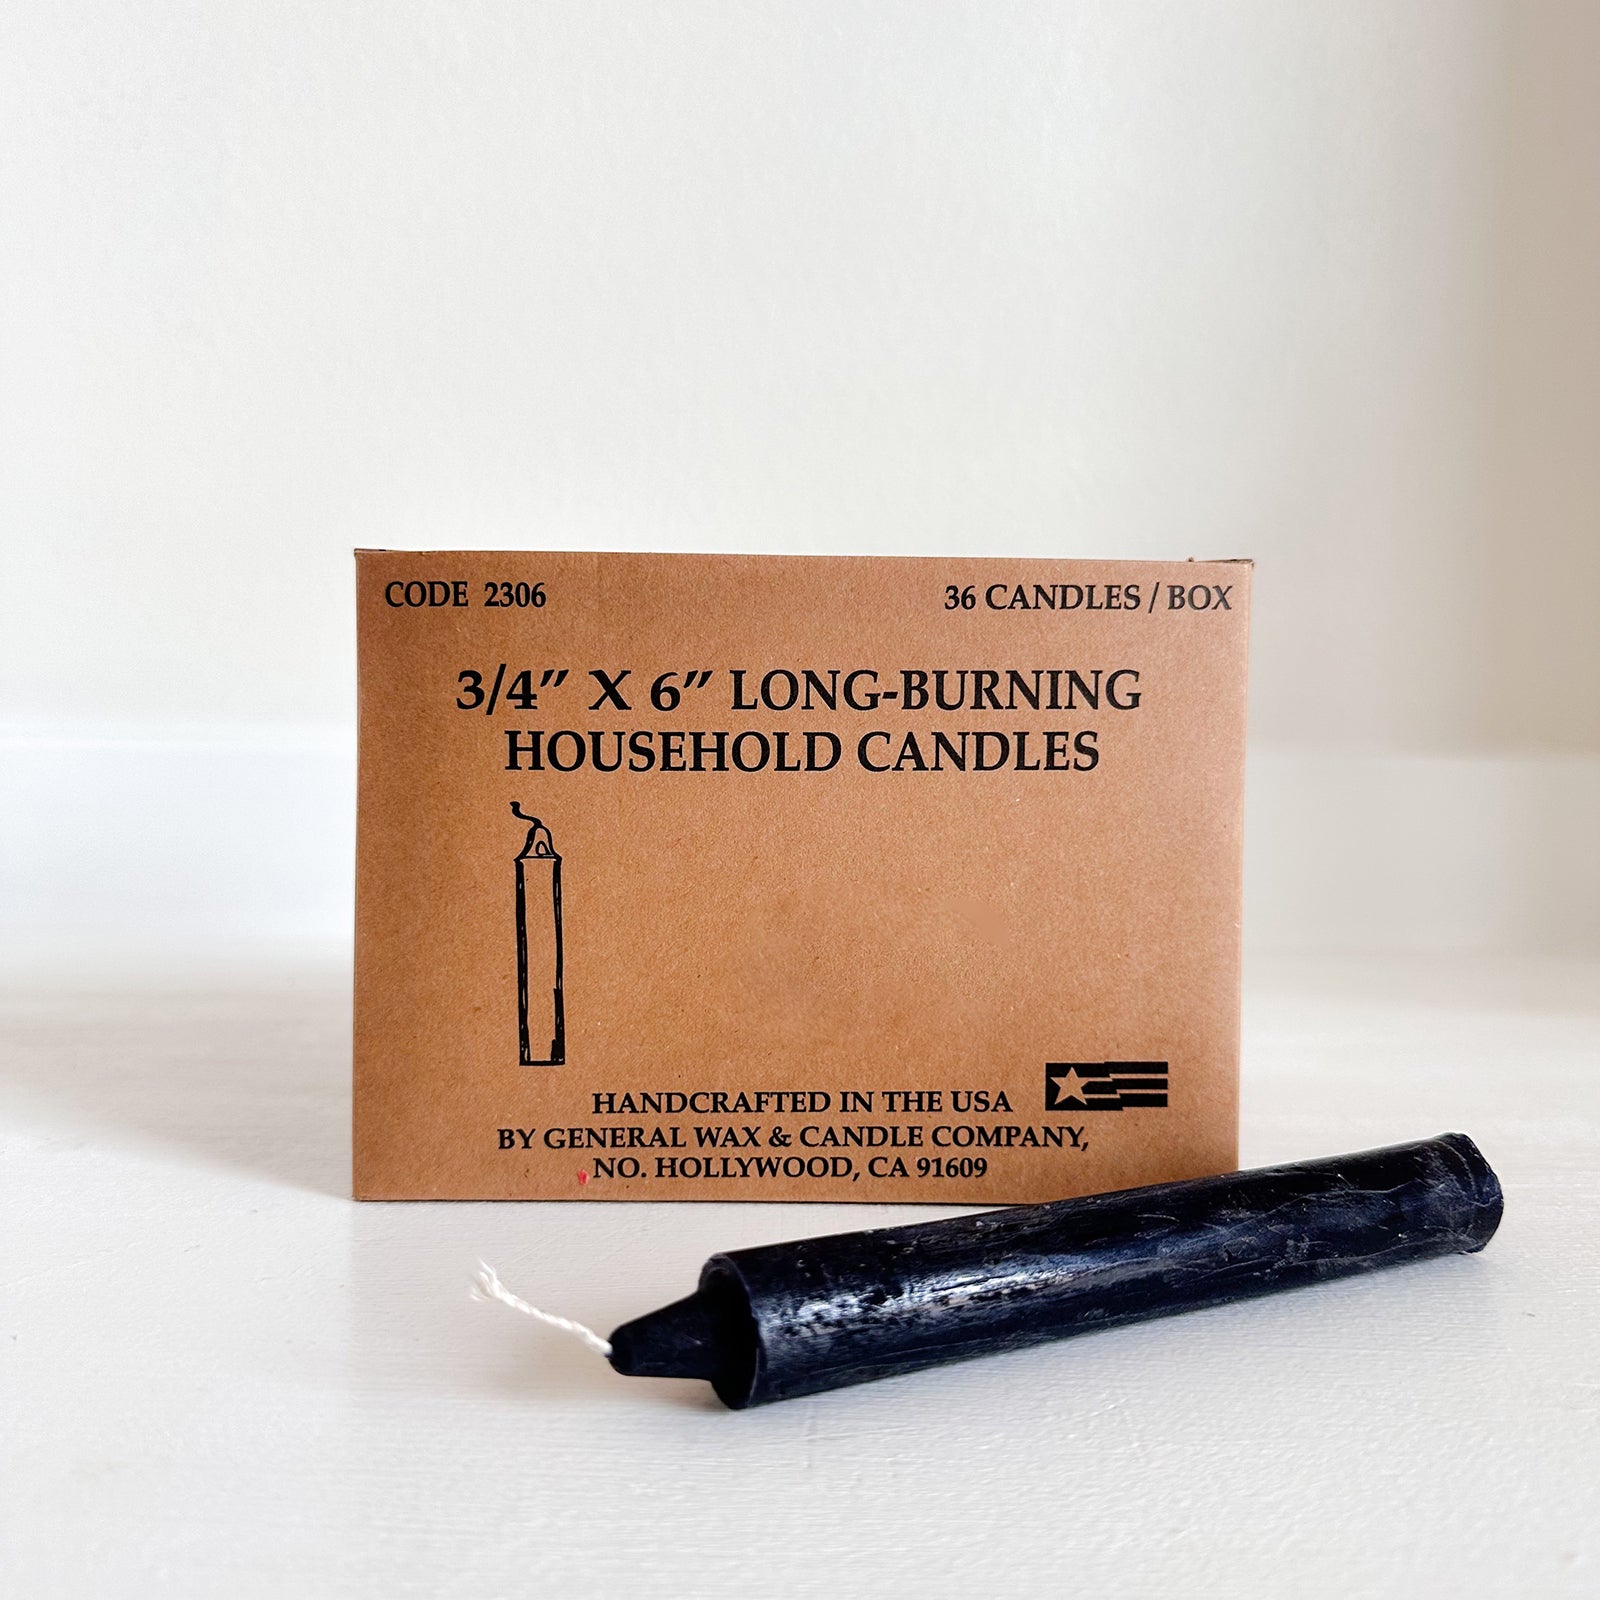 CODE 2306
36 CANDLES / BOX
3/4" X 6" LONG-BURNING
HOUSEHOLD CANDLES
HANDCRAFTED IN THE USA
BY GENERAL WAX & CANDLE COMPANY,
NO. HOLLYWOOD, CA 91609